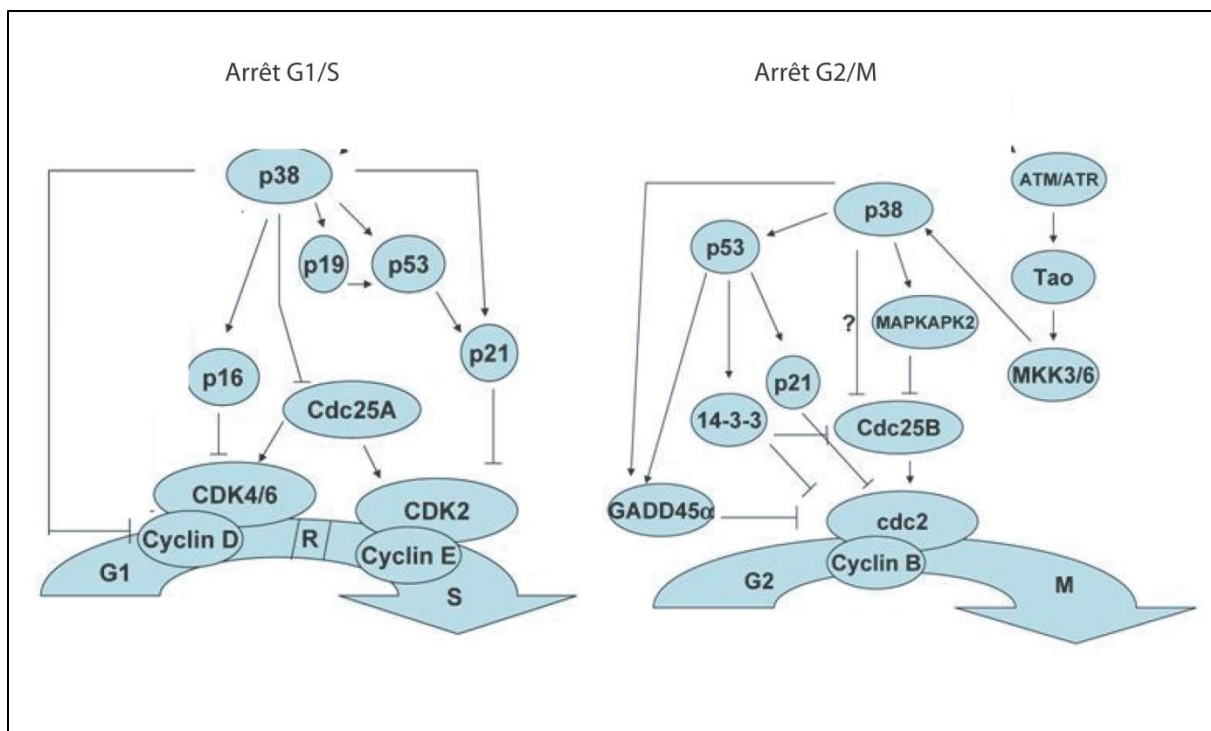 Arrêt G1/S
p38
p19
p53
p21
p16
Cdc25A
CDK4/6
CDK2
Cyclin D
R
Cyclin E
G1
S
Arrêt G2/M
ATM/ATR
p38
p53
Tao
?
MAPKAPK2
MKK3/6
p21
14-3-3
Cdc25B
GADD45α
cdc2
Cyclin B
G2
M